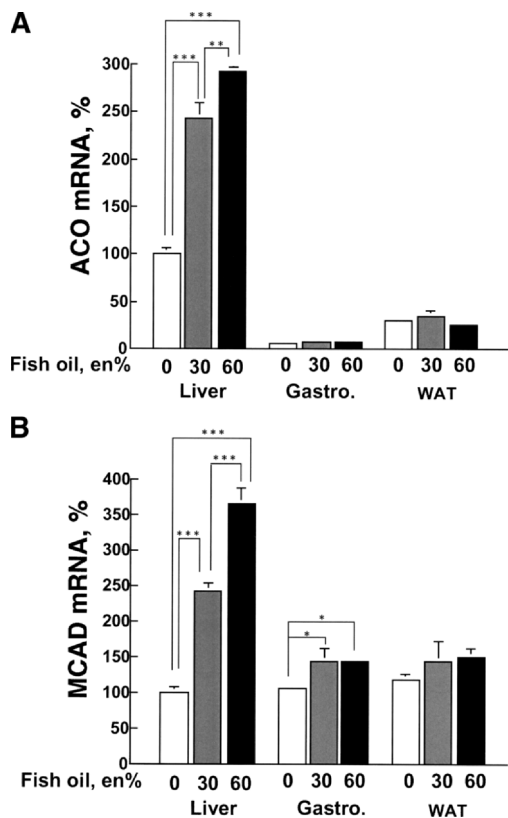 A
***
***
**
300
250
200
150
100
50
0
ACO mRNA, %
Fish oil, en%
0 30 60 0 30 60 0 30 60
Liver Gastro. WAT
B
***
***
***
*
*
400
350
300
250
200
150
100
50
0
MCAD mRNA, %
Fish oil, en%
0 30 60 0 30 60 0 30 60
Liver Gastro. WAT